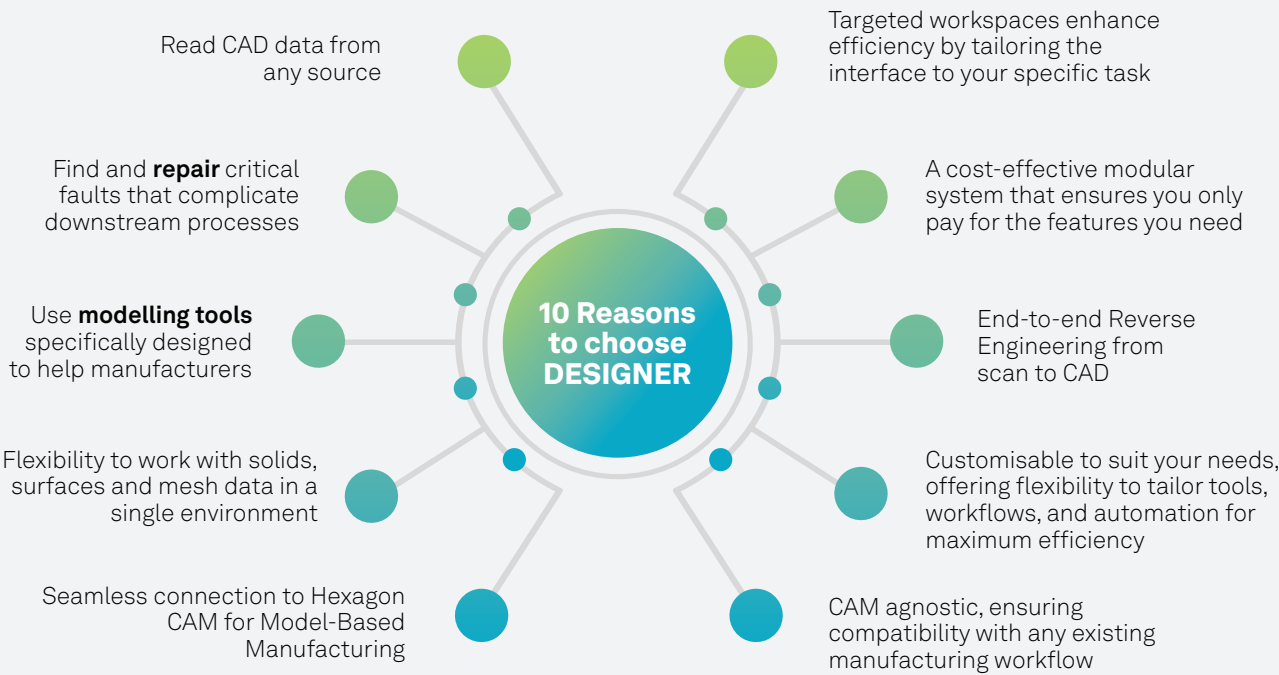 Read CAD data from
any source
Find and repair critical
faults that complicate
downstream processes
Use modelling tools
specifically designed
to help manufacturers
Flexibility to work with solids,
surfaces and mesh data in a
single environment
Seamless connection to Hexagon
CAM for Model-Based
Manufacturing
10 Reasons
to choose
DESIGNER
Targeted workspaces enhance
efficiency by tailoring the
interface to your specific task
A cost-effective modular
system that ensures you only
pay for the features you need
End-to-end Reverse
Engineering from
scan to CAD
Customisable to suit your needs,
offering flexibility to tailor tools,
workflows, and automation for
maximum efficiency
CAM agnostic, ensuring
compatibility with any existing
manufacturing workflow